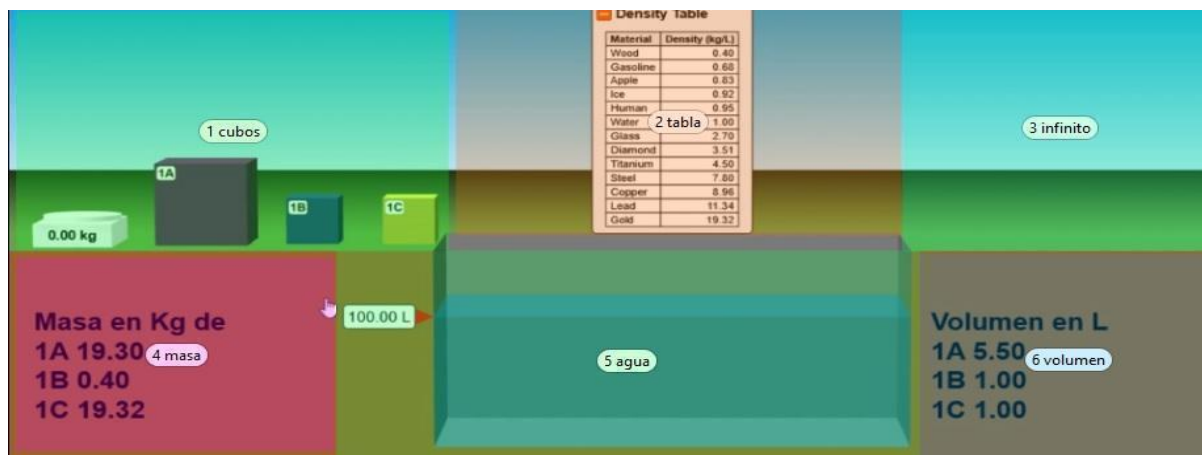 Density Table
Material Density (kg/L)
Wood 0.40
Gasoline 0.68
Apple 0.83
Ice 0.92
Human 0.95
Water 1.00
Glass 2.70
Diamond 3.51
Titanium 4.50
Steel 7.80
Copper 8.96
Lead 11.34
Gold 19.32
1 cubos
2 tabla
3 infinito
1A
1B
1C
0.00 kg
Masa en Kg de
1A 19.30
1B 0.40
1C 19.32
4 masa
100.00 L
5 agua
Volumen en L
1A 5.50
1B 1.00
1C 1.00
6 volumen